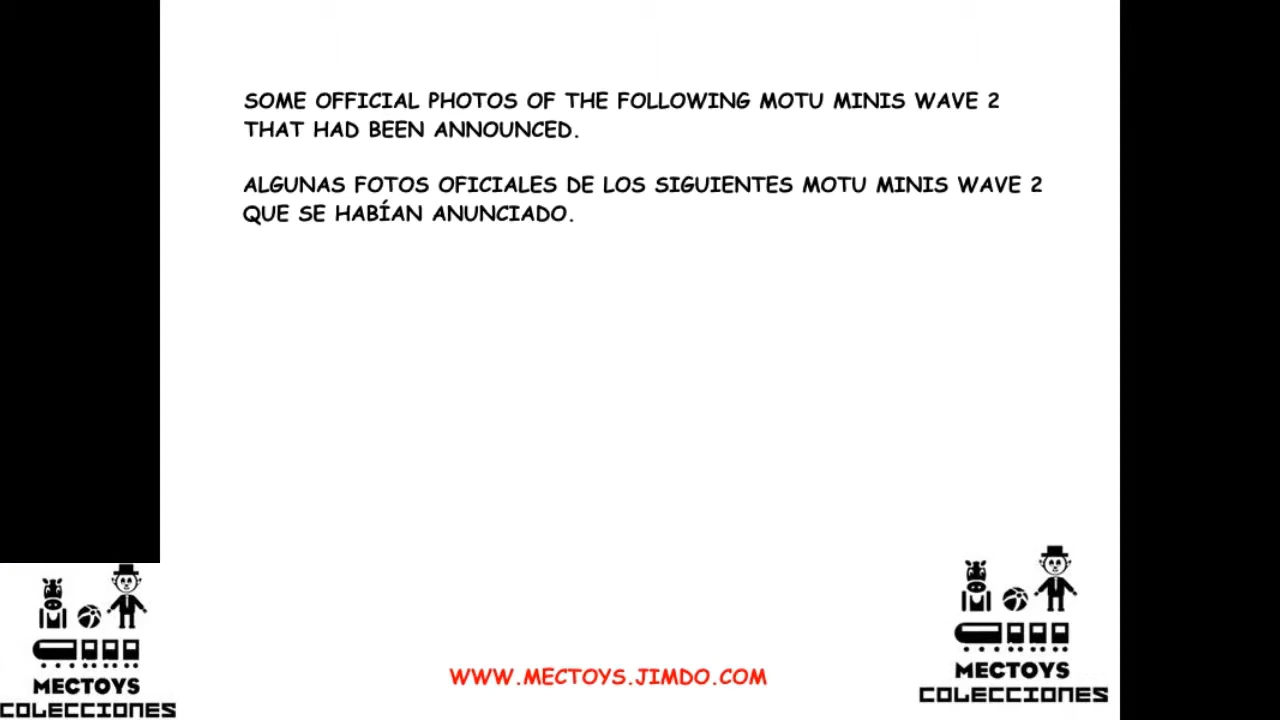 SOME OFFICIAL PHOTOS OF THE FOLLOWING MOTU MINIS WAVE 2
THAT HAD BEEN ANNOUNCED.
ALGUNAS FOTOS OFICIALES DE LOS SIGUIENTES MOTU MINIS WAVE 2
QUE SE HABÍAN ANUNCIADO.
MECTOYS
COLECCIONES
WWW.MECTOYS.JIMDO.COM
MECTOYS
COLECCIONES